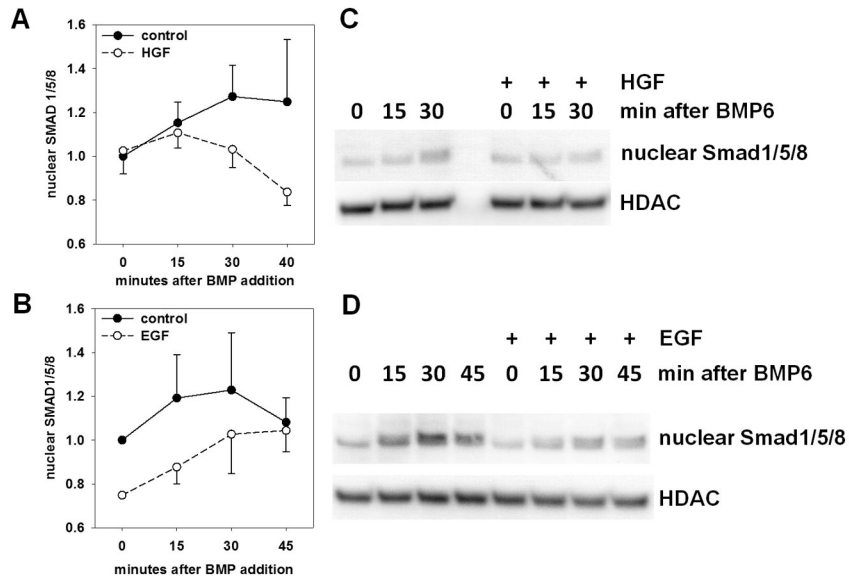 A
1.6
1.4
1.2
1.0
0.8
0.6
nuclear SMAD 1/5/8
control
HGF
0 15 30 40
minutes after BMP addition
B
1.6
1.4
1.2
1.0
0.8
0.6
nuclear SMAD1/5/8
control
EGF
0 15 30 45
minutes after BMP addition
C
+ + + HGF
0 15 30 0 15 30 min after BMP6
nuclear Smad1/5/8
HDAC
D
+ + + + EGF
0 15 30 45 0 15 30 45 min after BMP6
nuclear Smad1/5/8
HDAC